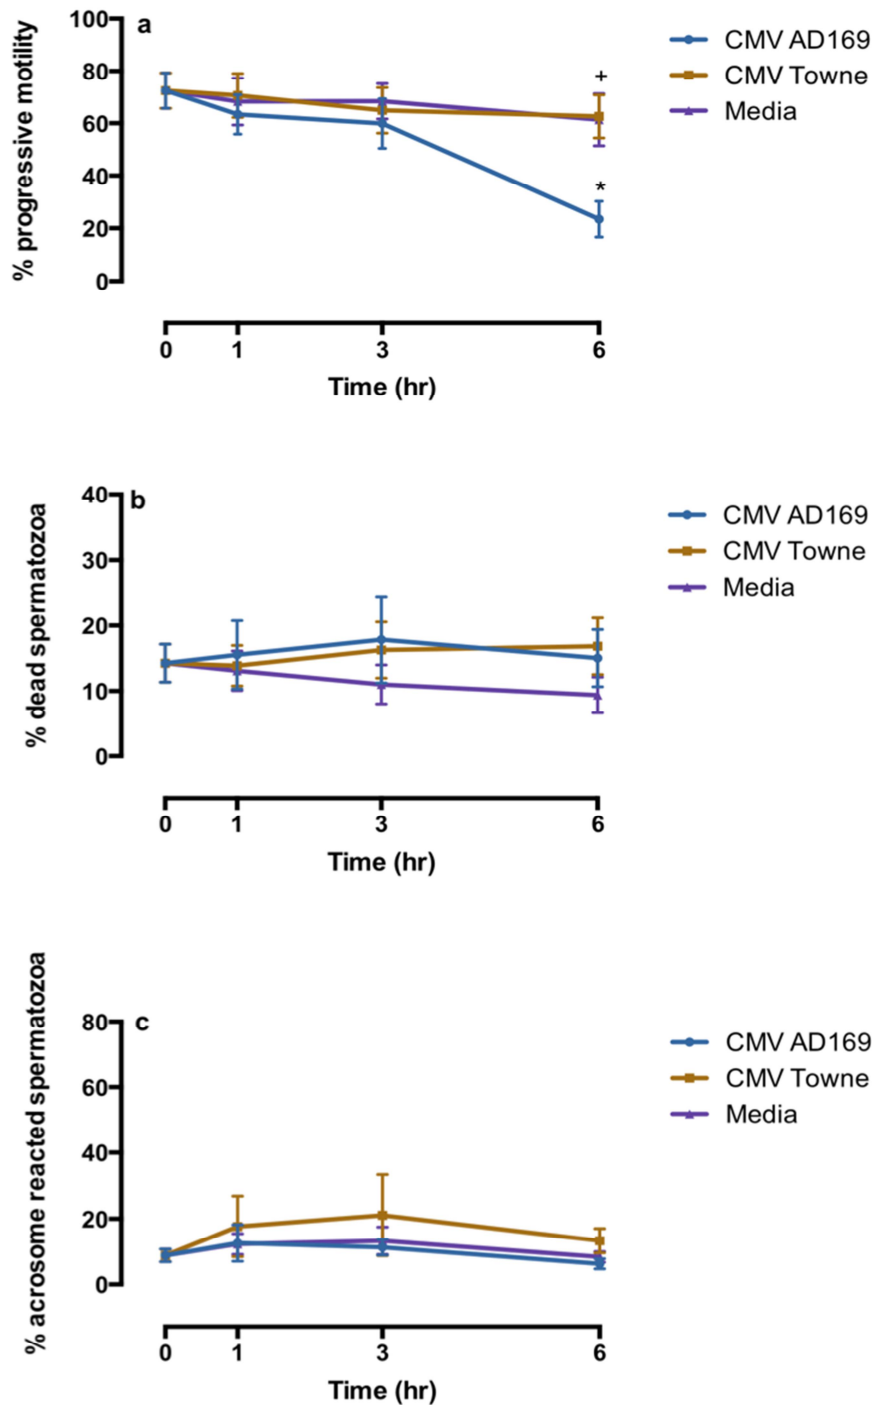 a
% progressive motility
100
80
60
40
20
0
+
*
0 1 3 6
Time (hr)
CMV AD169
CMV Towne
Media
b
% dead spermatozoa
40
30
20
10
0
0 1 3 6
Time (hr)
CMV AD169
CMV Towne
Media
c
% acrosome reacted spermatozoa
80
60
40
20
0
0 1 3 6
Time (hr)
CMV AD169
CMV Towne
Media